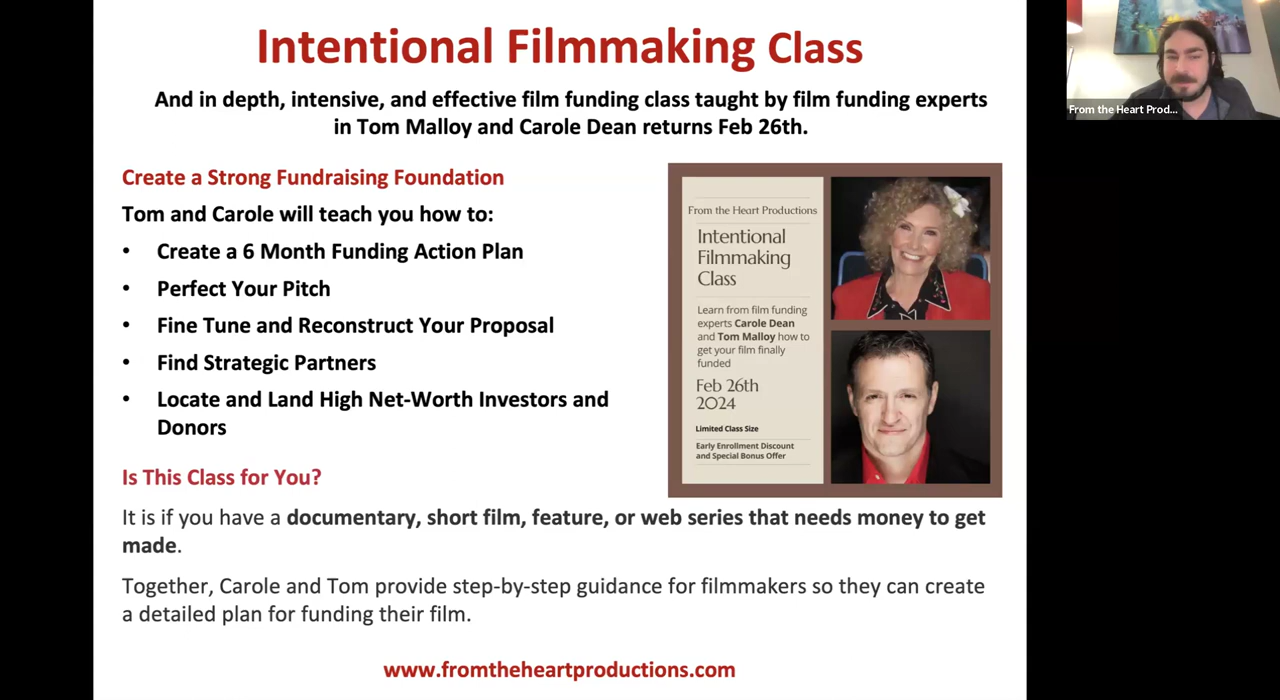 Intentional Filmmaking Class
And in depth, intensive, and effective film funding class taught by film funding experts
in Tom Malloy and Carole Dean returns Feb 26th.
Create a Strong Fundraising Foundation
Tom and Carole will teach you how to:
• Create a 6 Month Funding Action Plan
• Perfect Your Pitch
• Fine Tune and Reconstruct Your Proposal
• Find Strategic Partners
• Locate and Land High Net-Worth Investors and
Donors
Is This Class for You?
It is if you have a documentary, short film, feature, or web series that needs money to get
made.
Together, Carole and Tom provide step-by-step guidance for filmmakers so they can create
a detailed plan for funding their film.
www.fromtheheartproductions.com
From the Heart Productions
Intentional
Filmmaking
Class
Learn from film funding
experts Carole Dean
and Tom Malloy how to
get your film finally
funded
Feb 26th
2024
Limited Class Size
Early Enrollment Discount
and Special Bonus Offer
From the Heart Prod...